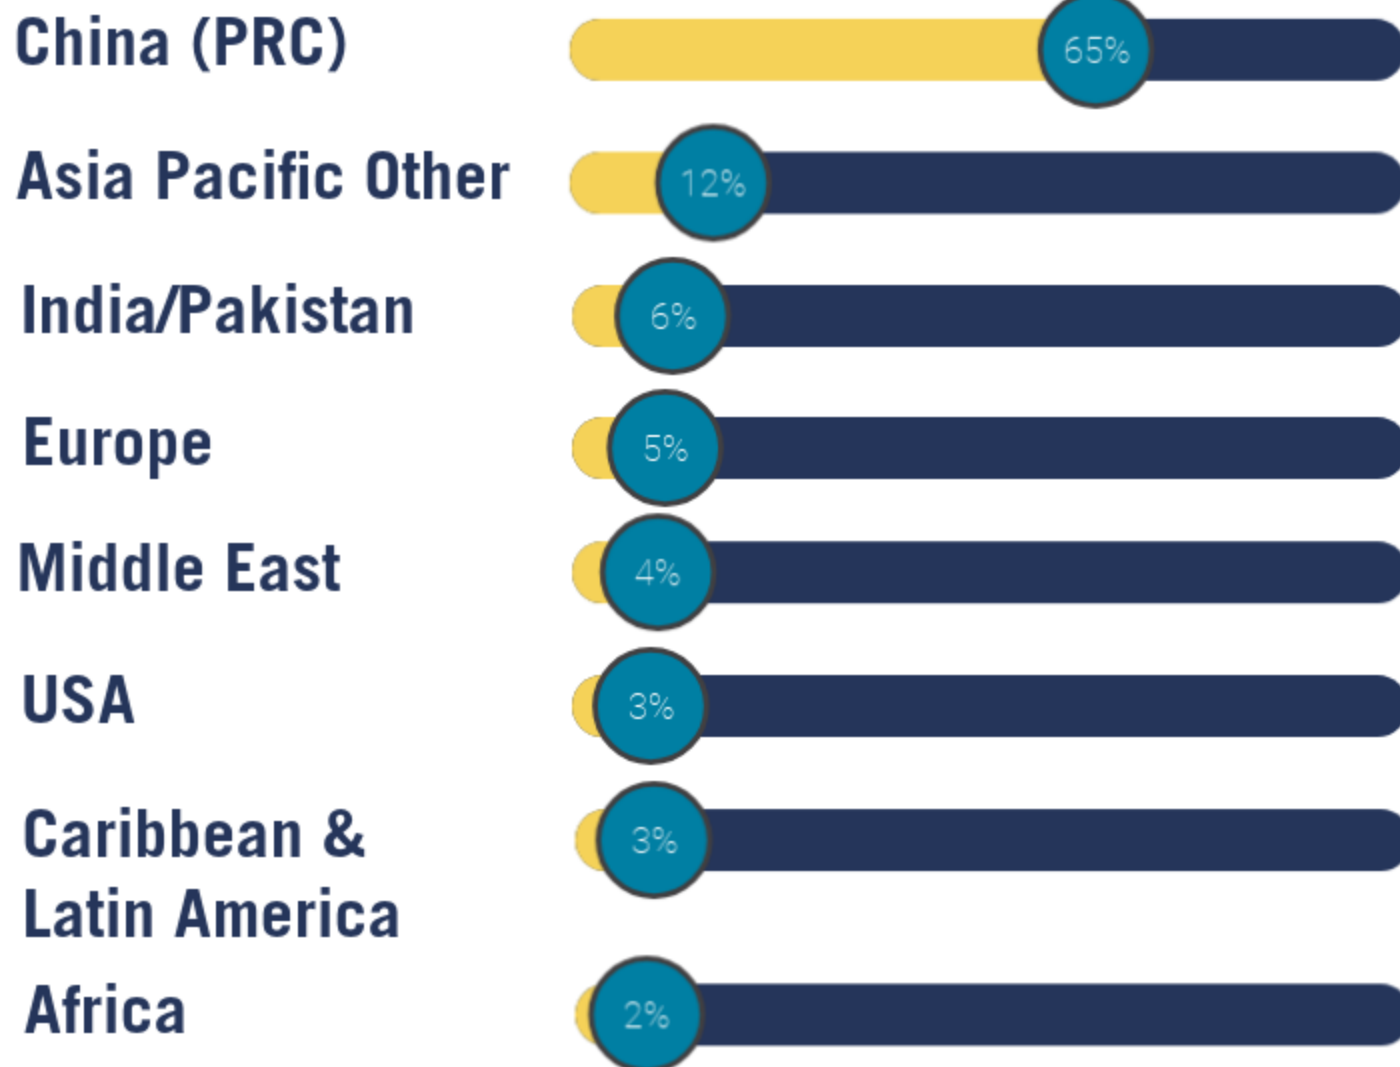 China (PRC) 65%
Asia Pacific Other 12%
India/Pakistan 6%
Europe 5%
Middle East 4%
USA 3%
Caribbean & 3%
Latin America
Africa 2%